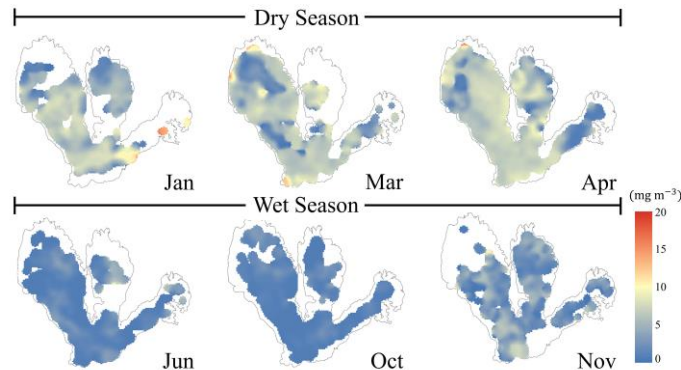 Dry Season
Jan
Mar
Apr
Wet Season
(mg m⁻³)
20
15
10
5
0
Jun
Oct
Nov